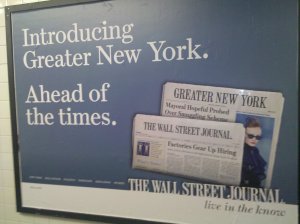 Introducing
Greater New York.
Ahead of
the times.
GREATER NEW YORK
Mayoral Hopeful Probed
Over Smuggling Scheme
THE WALL STREET JOURNAL.
Factories Gear Up Hiring
THE WALL STREET JOURNAL.
live in the know